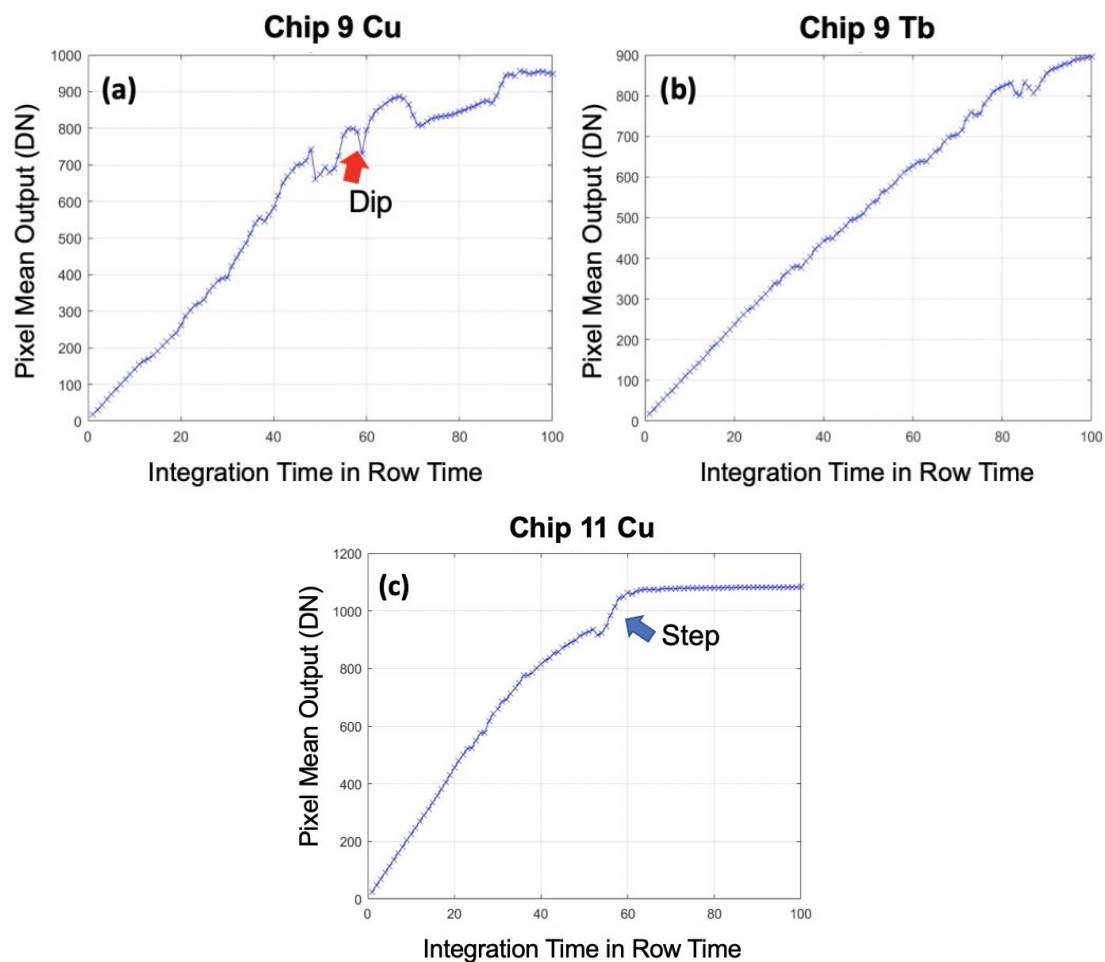 Chip 9 Cu
(a)
Pixel Mean Output (DN)
1000
900
800
700
600
500
400
300
200
100
0
0 20 40 60 80 100
Dip
Integration Time in Row Time
Chip 9 Tb
(b)
Pixel Mean Output (DN)
900
800
700
600
500
400
300
200
100
0
0 20 40 60 80 100
Integration Time in Row Time
Chip 11 Cu
(c)
Pixel Mean Output (DN)
1200
1000
800
600
400
200
0
0 20 40 60 80 100
Step
Integration Time in Row Time